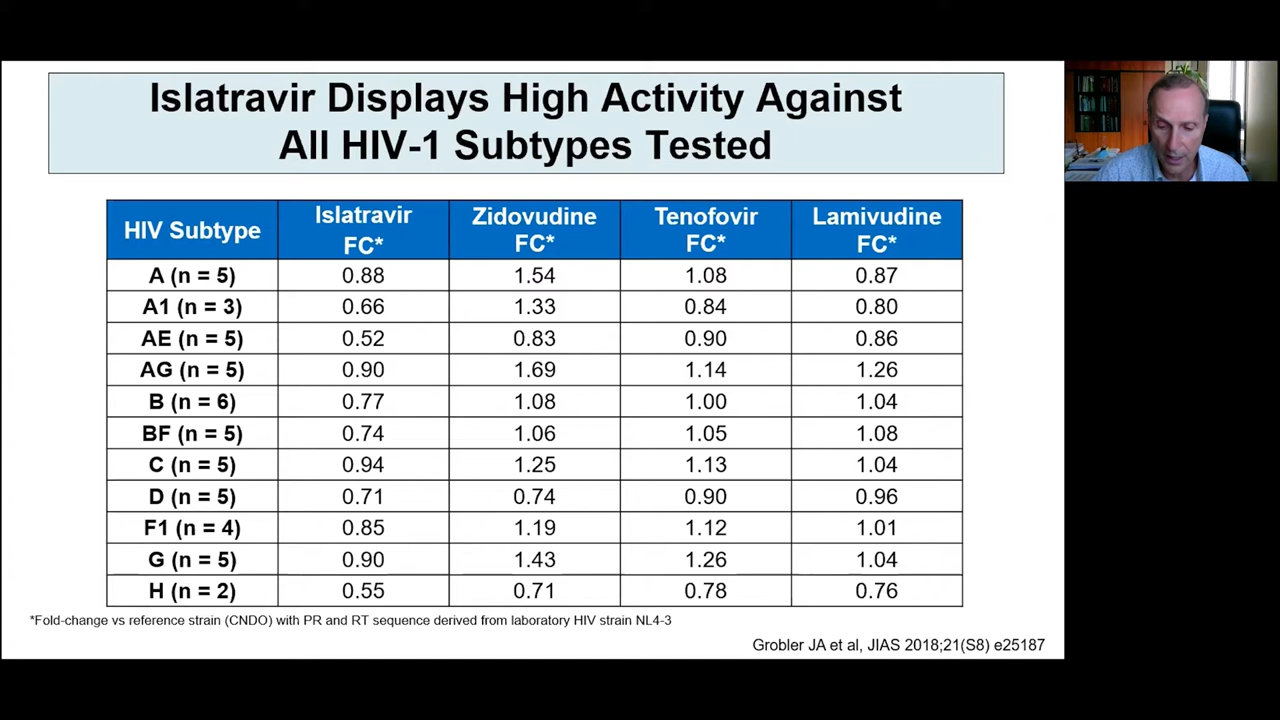 Islatravir Displays High Activity Against
All HIV-1 Subtypes Tested
HIV Subtype Islatravir FC* Zidovudine FC* Tenofovir FC* Lamivudine FC*
A (n = 5) 0.88 1.54 1.08 0.87
A1 (n = 3) 0.66 1.33 0.84 0.80
AE (n = 5) 0.52 0.83 0.90 0.86
AG (n = 5) 0.90 1.69 1.14 1.26
B (n = 6) 0.77 1.08 1.00 1.04
BF (n = 5) 0.74 1.06 1.05 1.08
C (n = 5) 0.94 1.25 1.13 1.04
D (n = 5) 0.71 0.74 0.90 0.96
F1 (n = 4) 0.85 1.19 1.12 1.01
G (n = 5) 0.90 1.43 1.26 1.04
H (n = 2) 0.55 0.71 0.78 0.76
*Fold-change vs reference strain (CNDO) with PR and RT sequence derived from laboratory HIV strain NL4-3
Grobler JA et al, JIAS 2018;21(S8) e25187